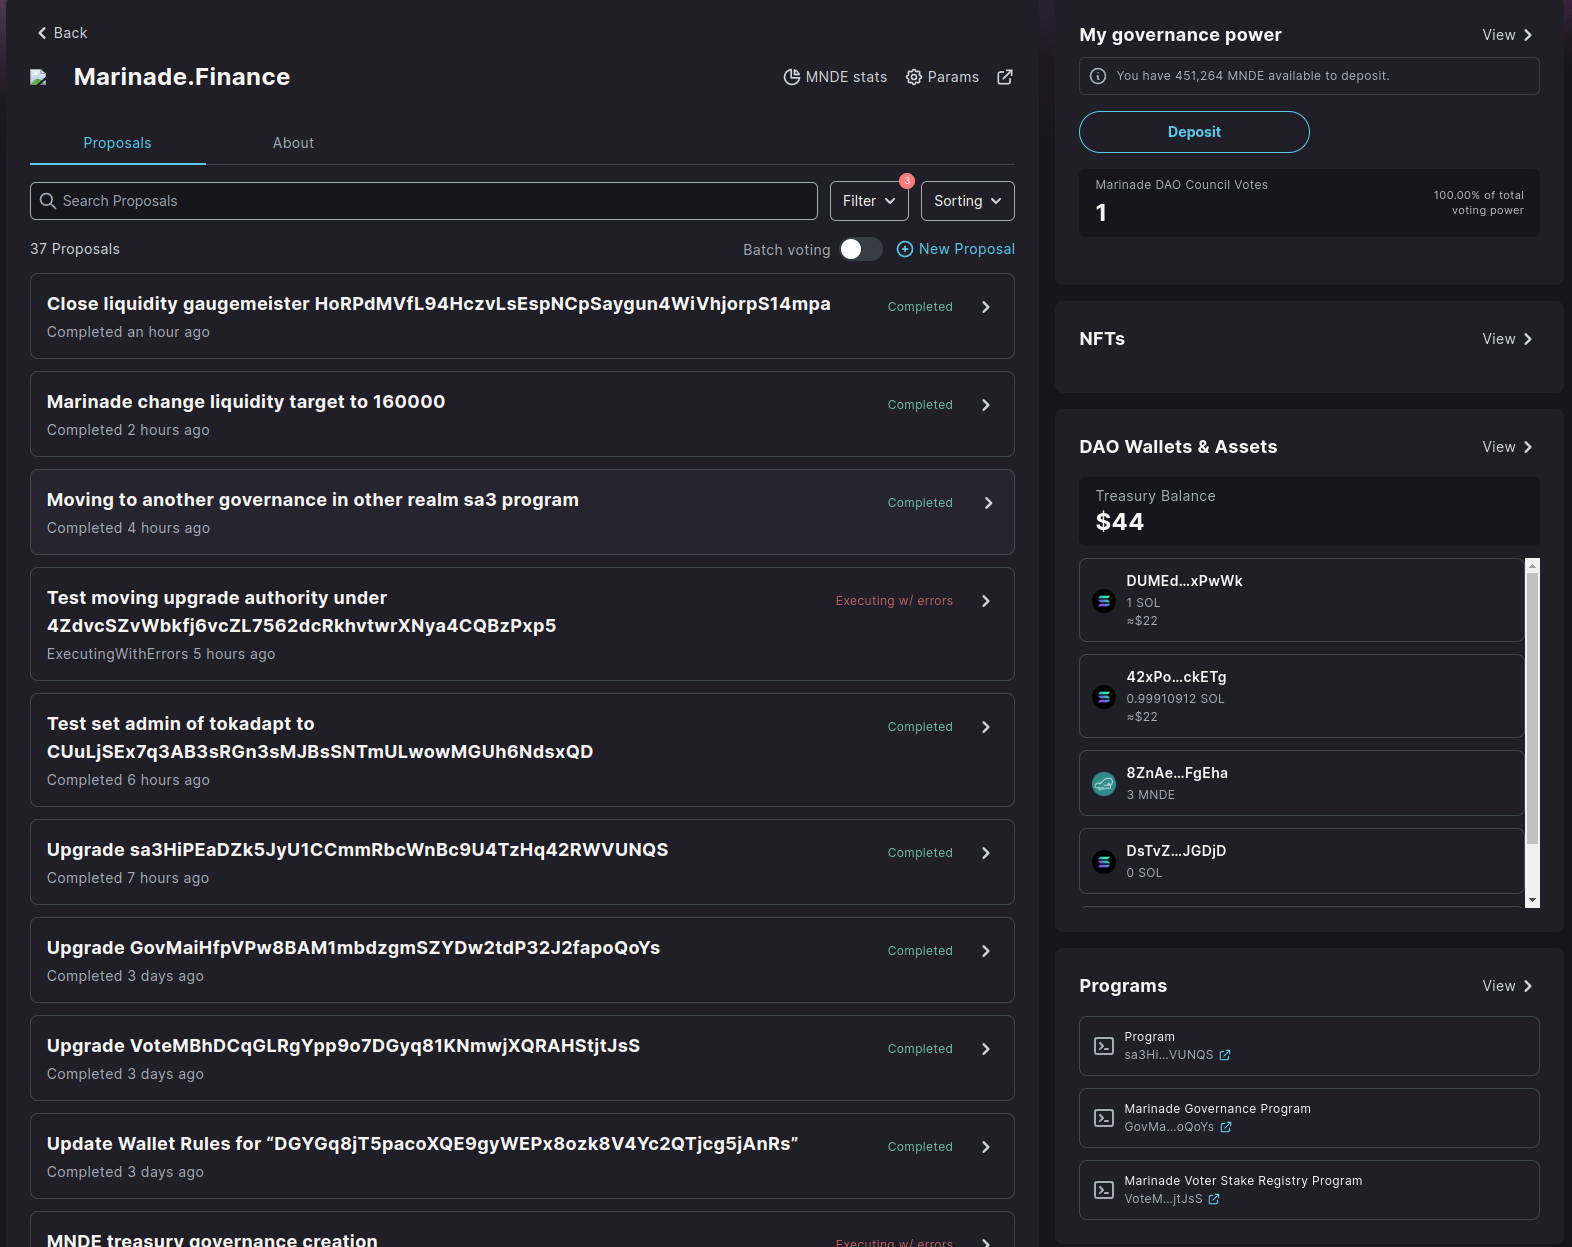 Back
Marinade.Finance
MNDE stats
Params
Proposals
About
Search Proposals
Filter
3
Sorting
37 Proposals
Batch voting
New Proposal
Close liquidity gaugemeister HoRPdMVfL94HczvLsEspNCpSaygun4WiVhjorpS14mpa
Completed
Completed an hour ago
Marinade change liquidity target to 160000
Completed
Completed 2 hours ago
Moving to another governance in other realm sa3 program
Completed
Completed 4 hours ago
Test moving upgrade authority under
4ZdvcSZvWbkfj6vcZL7562dcRkhvtwrXNya4CQBzPxp5
Executing w/ errors
ExecutingWithErrors 5 hours ago
Test set admin of tokadapt to
CUuLjSEx7q3AB3sRGn3sMJBsSNTmULwowMGUh6NdsxQD
Completed
Completed 6 hours ago
Upgrade sa3HiPEaDZk5JyU1CCmmRbcWnBc9U4TzHq42RWVUNQS
Completed
Completed 7 hours ago
Upgrade GovMaiHfpVPw8BAM1mbdzgmSZYDw2tdP32J2fapoQoYs
Completed
Completed 3 days ago
Upgrade VoteMBhDCqGLRgYpp9o7DGyq81KNmwjXQRAHStjtJsS
Completed
Completed 3 days ago
Update Wallet Rules for “DGYGq8jT5pacoXQE9gyWEPx8ozk8V4Yc2QTjcg5jAnRs”
Completed
Completed 3 days ago
MNDE treasury governance creation
Executing w/ errors
My governance power
View
You have 451,264 MNDE available to deposit.
Deposit
Marinade DAO Council Votes
1
100.00% of total
voting power
NFTs
View
DAO Wallets & Assets
View
Treasury Balance
$44
DUMEd…xPwWk
1 SOL
≈$22
42xPo…ckETg
0.99910912 SOL
≈$22
8ZnAe…FgEha
3 MNDE
DsTvZ…JGDjD
0 SOL
Programs
View
Program
sa3Hi…VUNQS
Marinade Governance Program
GovMa…oQoYs
Marinade Voter Stake Registry Program
VoteM…jtJsS